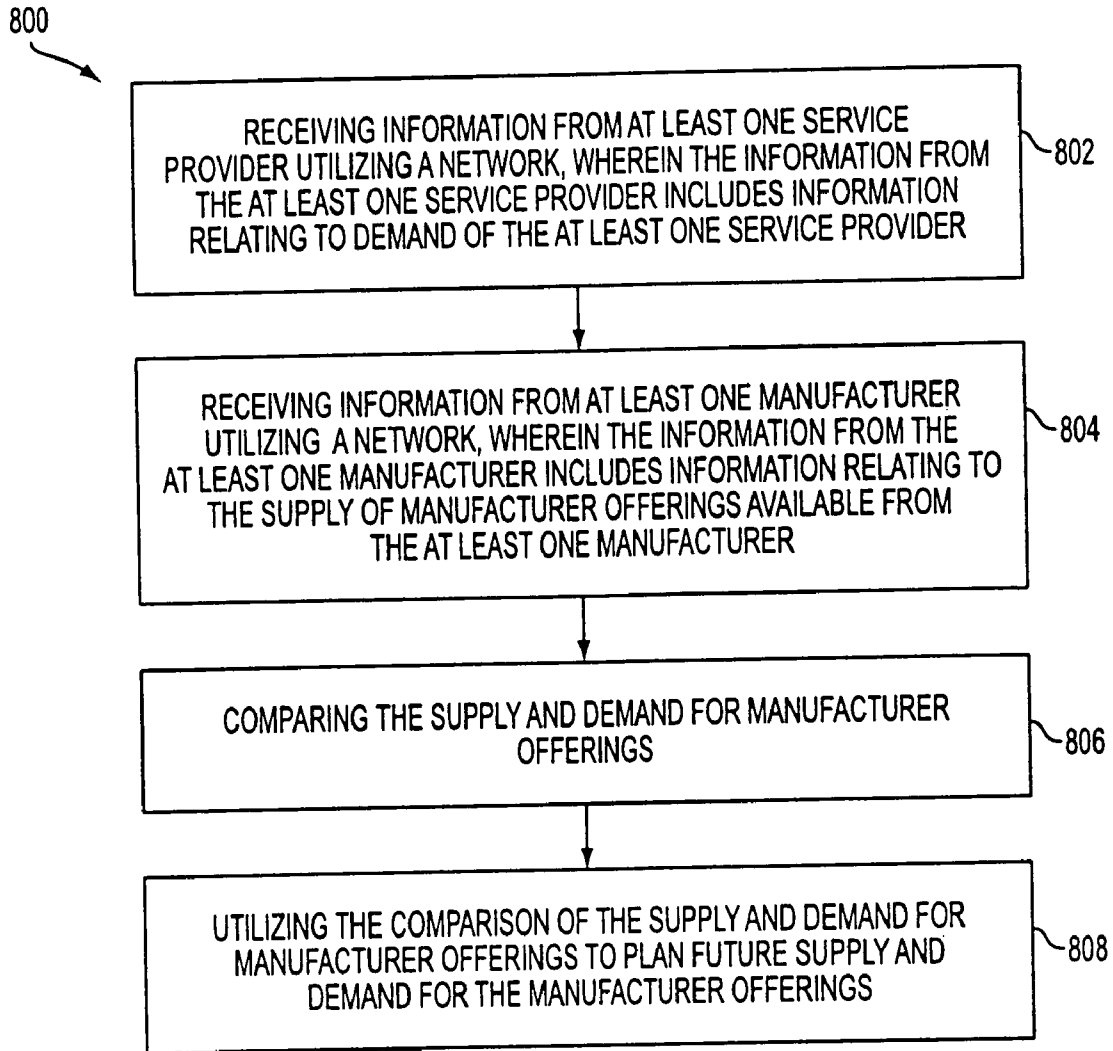 800
RECEIVING INFORMATION FROM AT LEAST ONE SERVICE
PROVIDER UTILIZING A NETWORK, WHEREIN THE INFORMATION FROM
THE AT LEAST ONE SERVICE PROVIDER INCLUDES INFORMATION
RELATING TO DEMAND OF THE AT LEAST ONE SERVICE PROVIDER
802
RECEIVING INFORMATION FROM AT LEAST ONE MANUFACTURER
UTILIZING A NETWORK, WHEREIN THE INFORMATION FROM THE
AT LEAST ONE MANUFACTURER INCLUDES INFORMATION RELATING TO
THE SUPPLY OF MANUFACTURER OFFERINGS AVAILABLE FROM
THE AT LEAST ONE MANUFACTURER
804
COMPARING THE SUPPLY AND DEMAND FOR MANUFACTURER
OFFERINGS
806
UTILIZING THE COMPARISON OF THE SUPPLY AND DEMAND FOR
MANUFACTURER OFFERINGS TO PLAN FUTURE SUPPLY AND
DEMAND FOR THE MANUFACTURER OFFERINGS
808